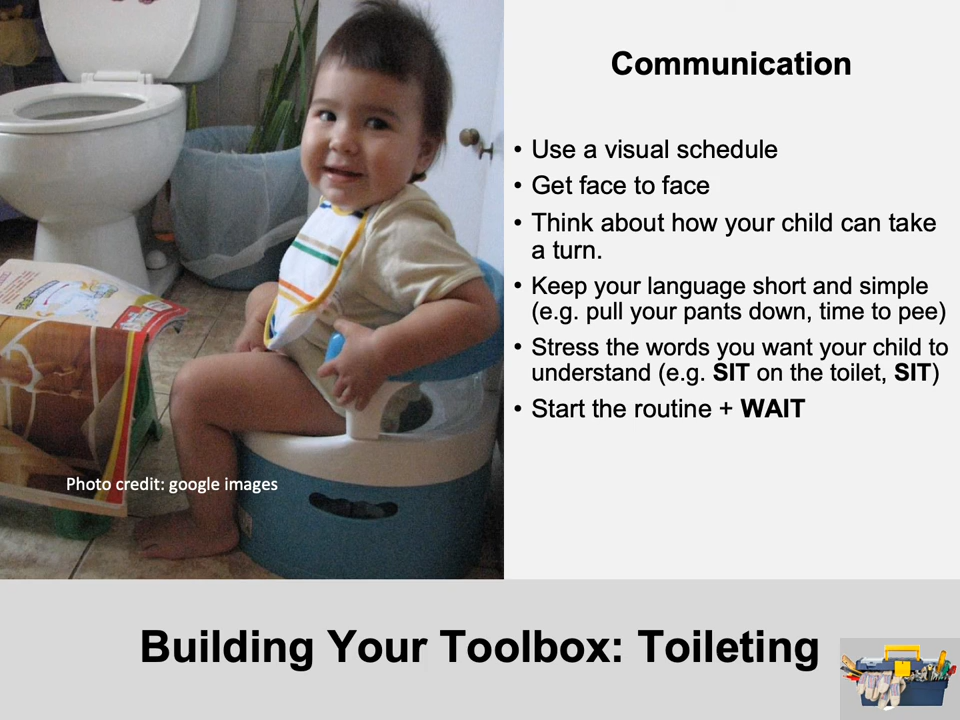 Communication
• Use a visual schedule
• Get face to face
• Think about how your child can take
a turn.
• Keep your language short and simple
(e.g. pull your pants down, time to pee)
• Stress the words you want your child to
understand (e.g. SIT on the toilet, SIT)
• Start the routine + WAIT
Photo credit: google images
Building Your Toolbox: Toileting